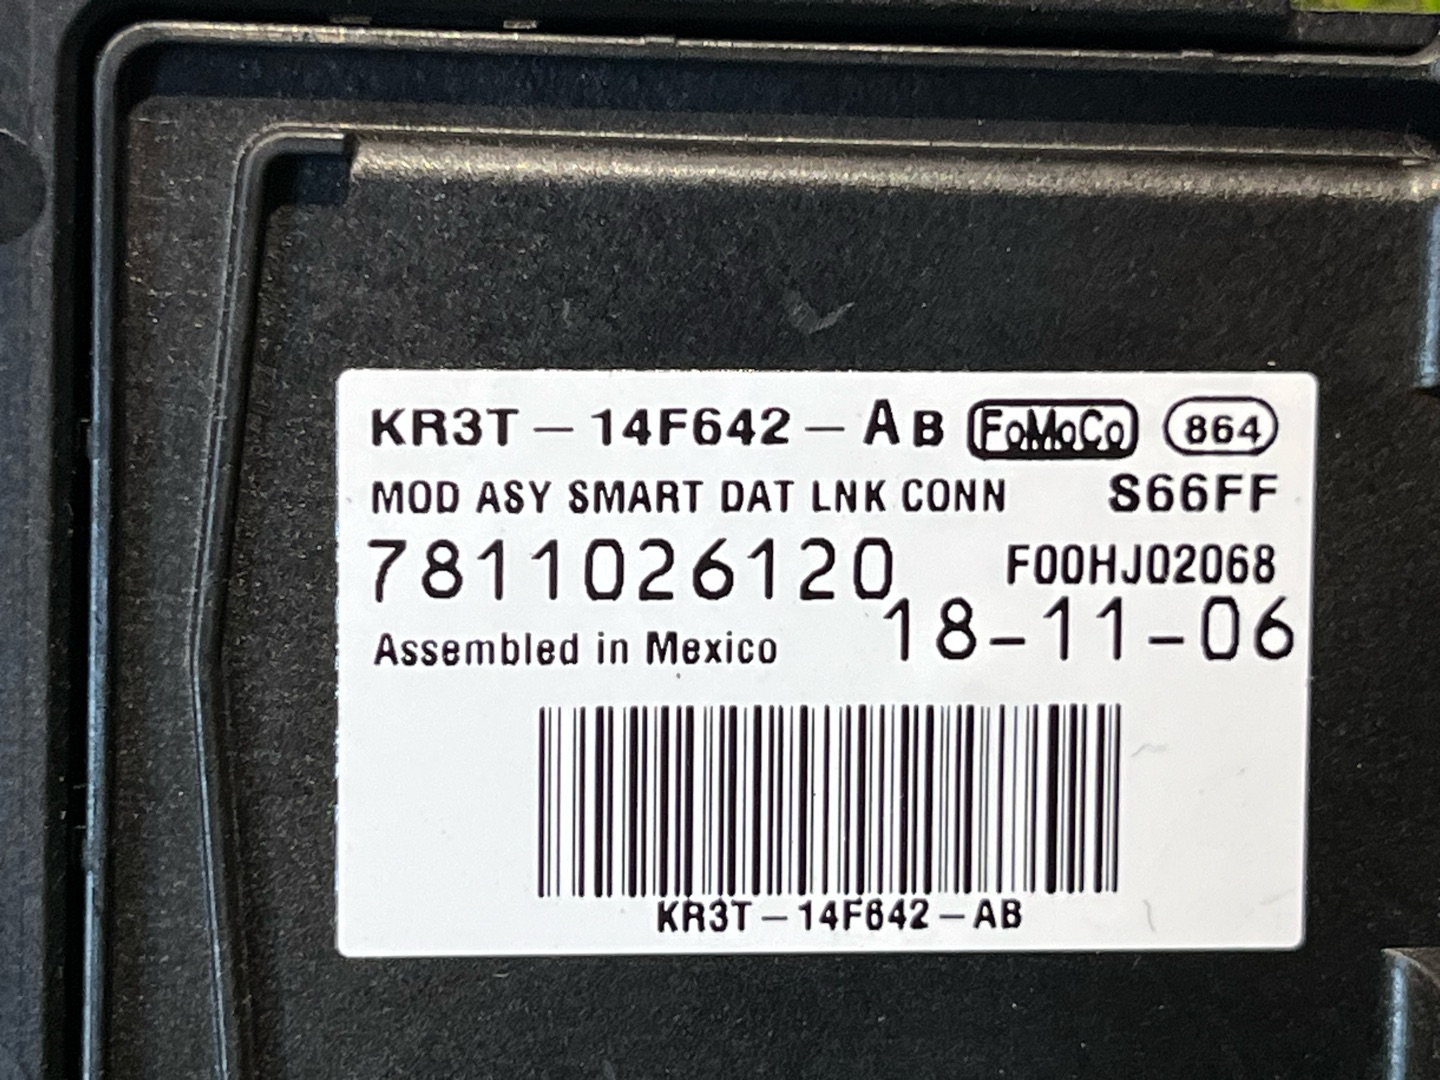 KR3T – 14F642 – AB FoMoCo 864
MOD ASY SMART DAT LNK CONN S66FF
7811026120 F00HJ02068
Assembled in Mexico 18-11-06
KR3T – 14F642 – AB